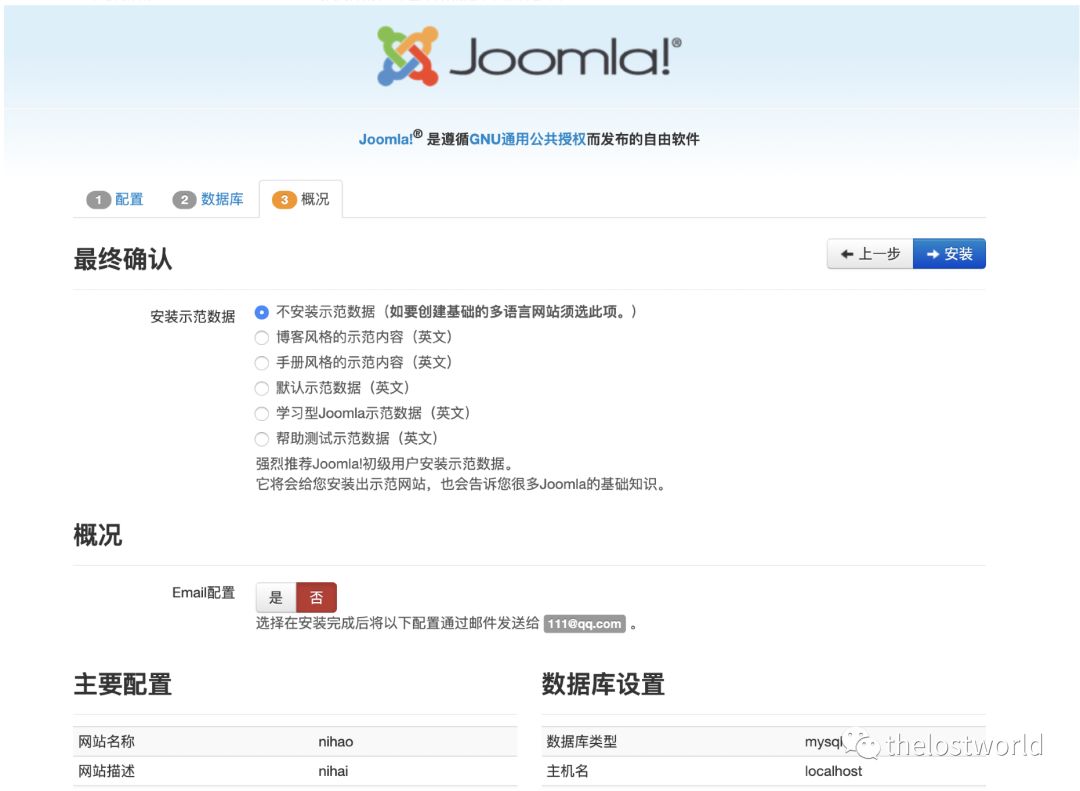 Joomla!®
Joomla!® 是遵循GNU通用公共授权而发布的自由软件
1 配置 2 数据库 3 概况
最终确认
上一步 安装
安装示范数据
不安装示范数据（如要创建基础的多语言网站须选此项。）
博客风格的示范内容（英文）
手册风格的示范内容（英文）
默认示范数据（英文）
学习型Joomla示范数据（英文）
帮助测试示范数据（英文）
强烈推荐Joomla!初级用户安装示范数据。
它将会给您安装出示范网站，也会告诉您很多Joomla的基础知识。
概况
Email配置 是 否
选择在安装完成后将以下配置通过邮件发送给 111@qq.com 。
主要配置
网站名称 nihao
网站描述 nihai
数据库设置
数据库类型 mysql
主机名 localhost
thelostworld